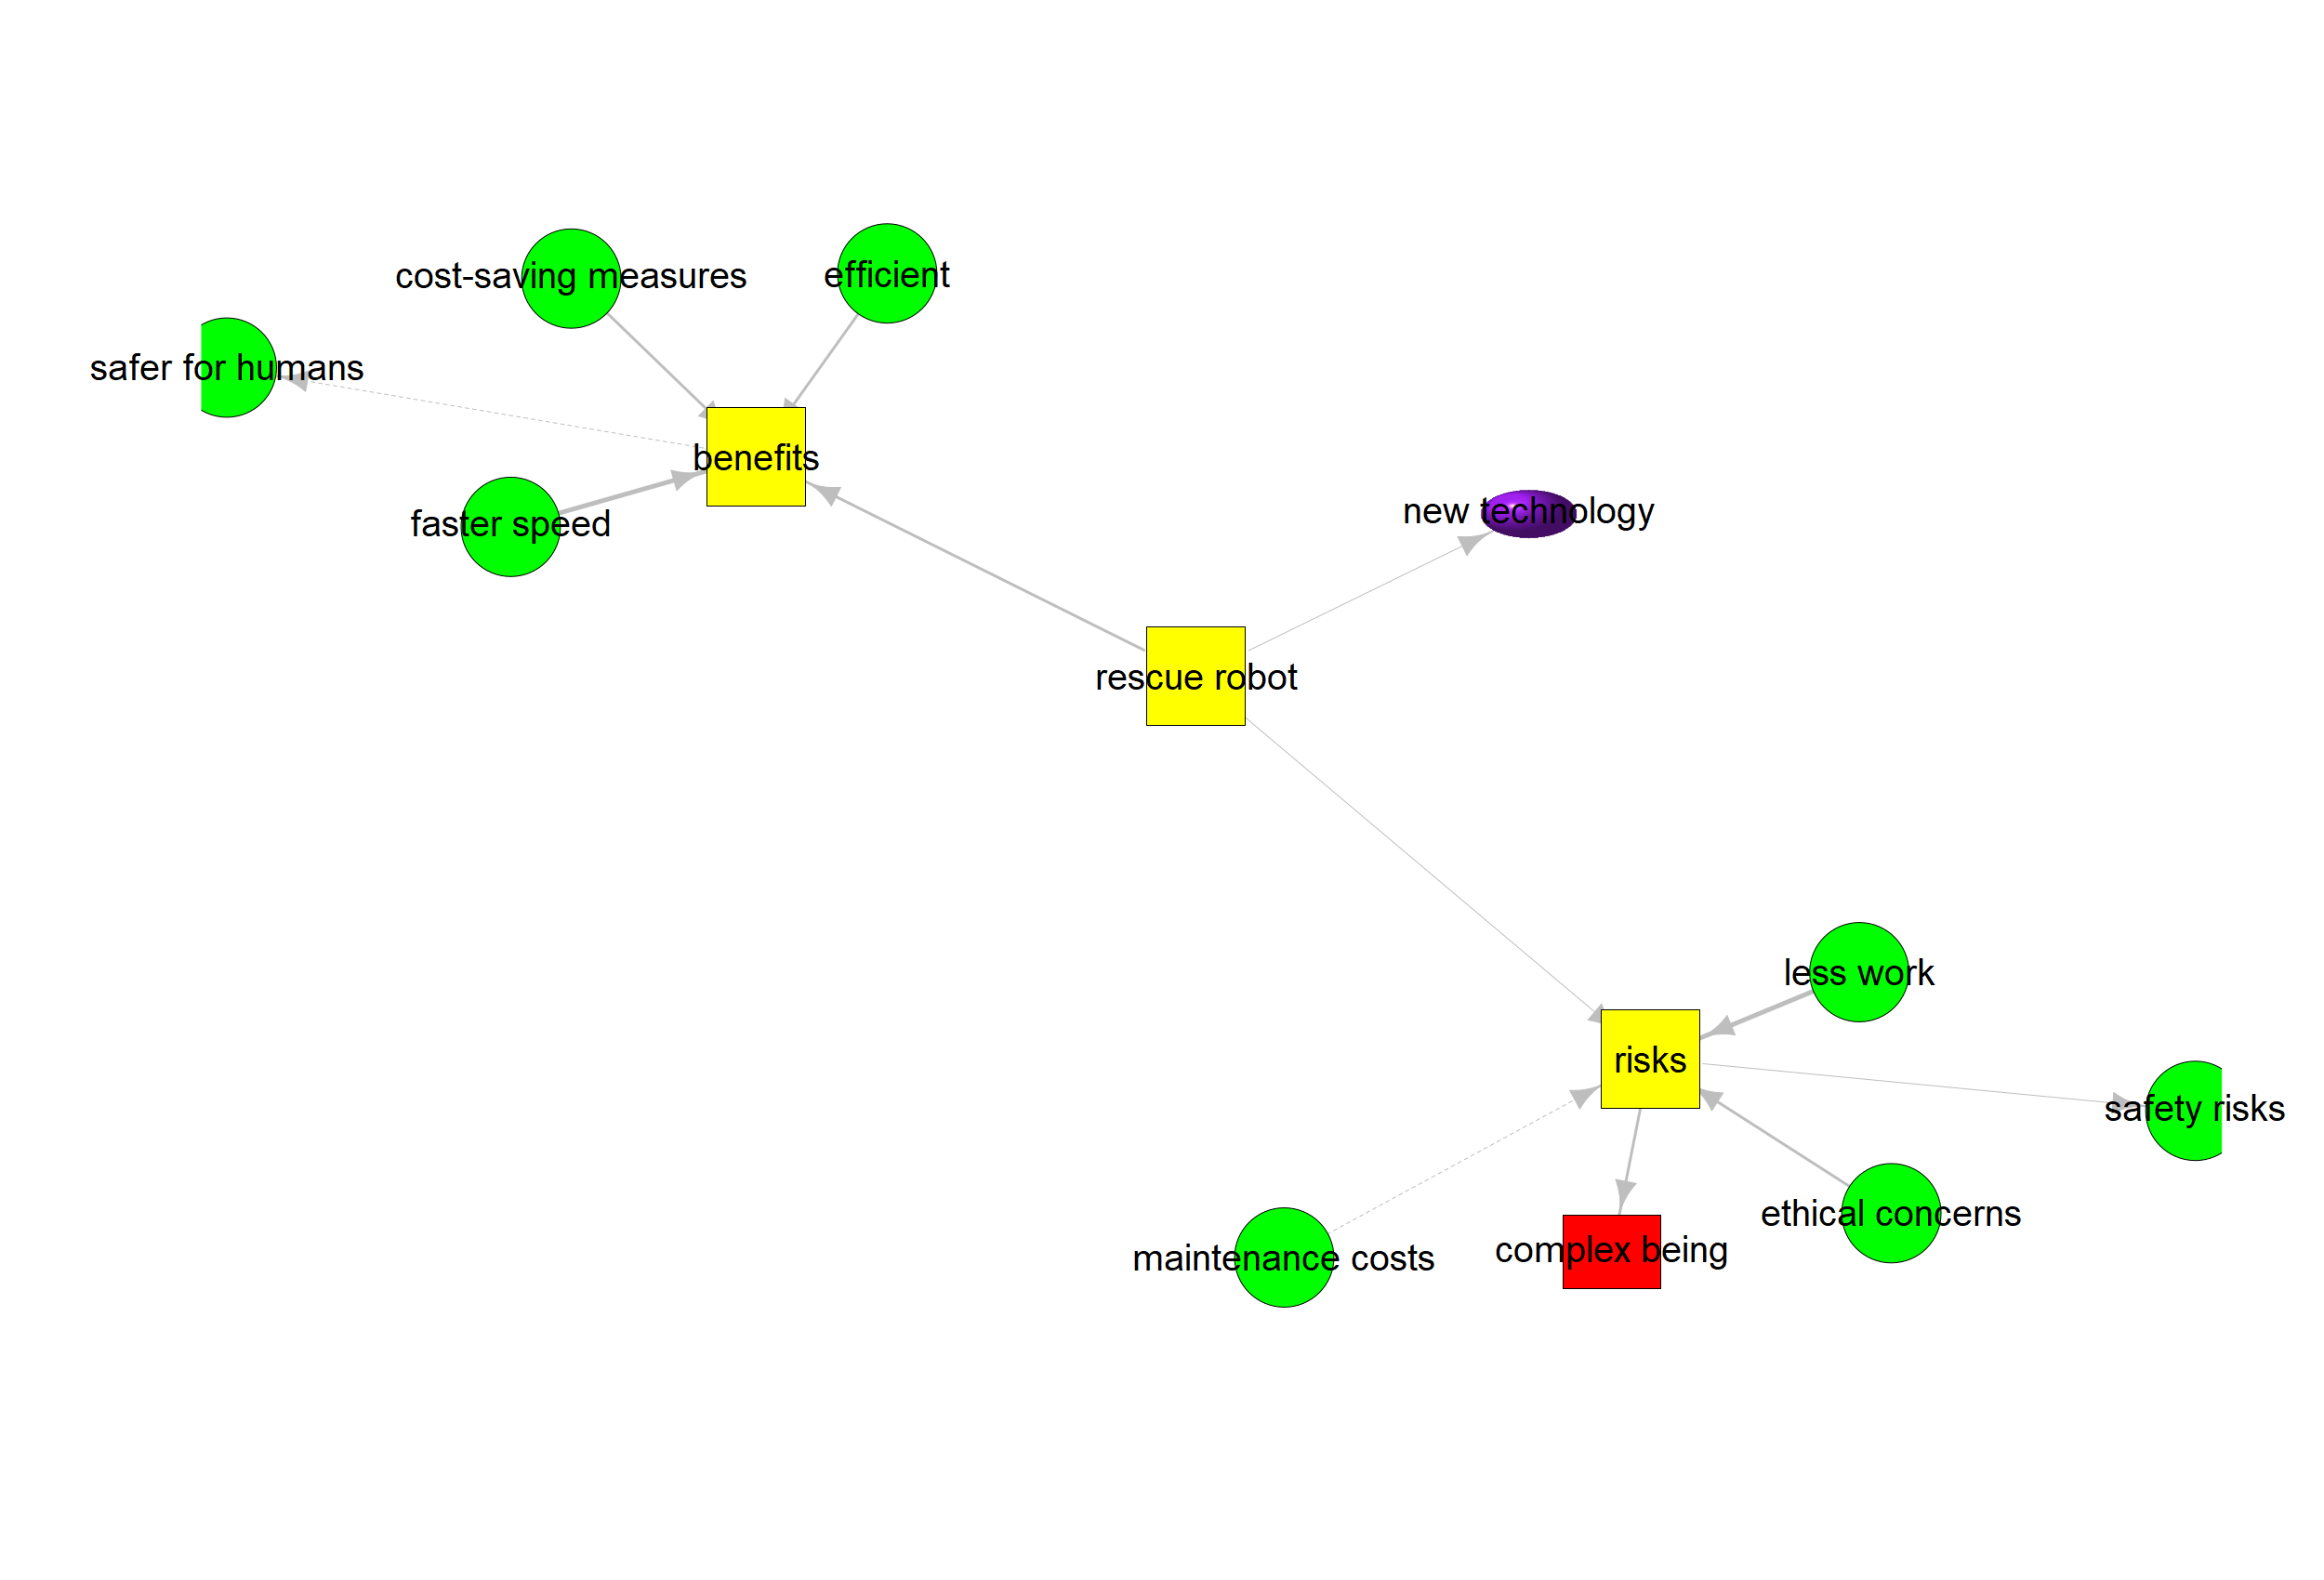 cost-saving measures
efficient
safer for humans
benefits
faster speed
new technology
rescue robot
less work
risks
safety risks
ethical concerns
complex being
maintenance costs